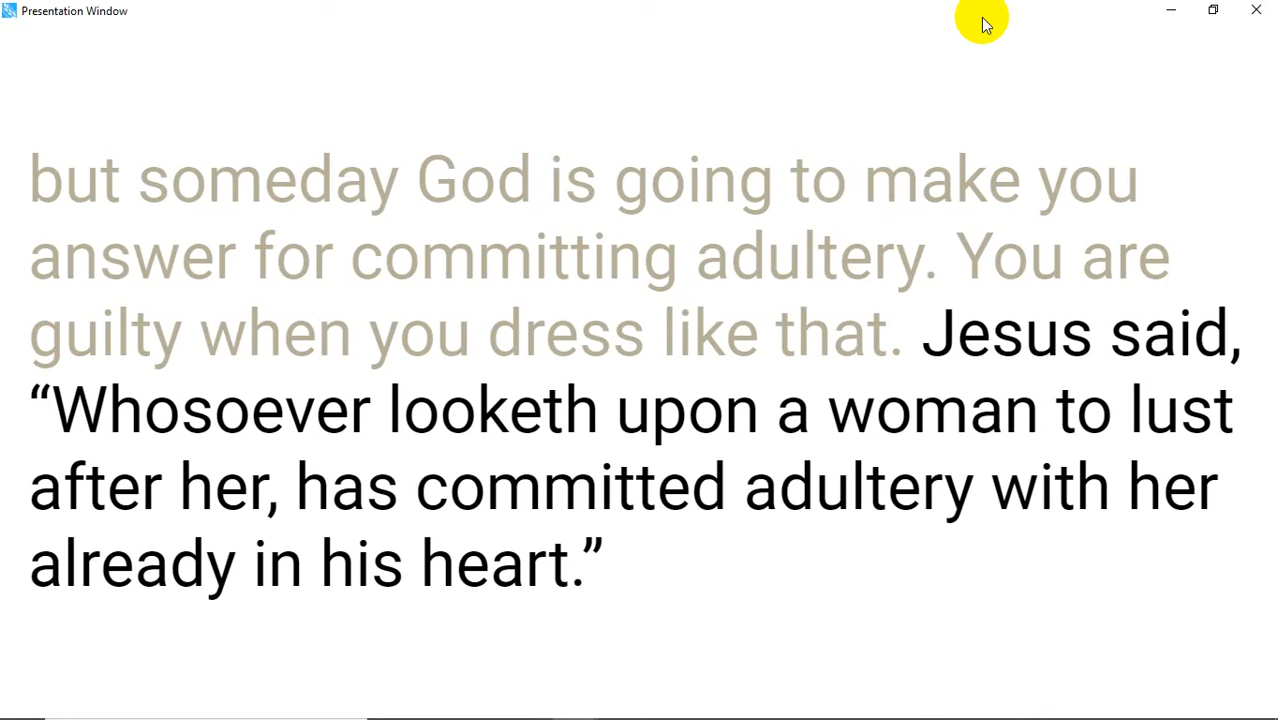 Presentation Window
but someday God is going to make you
answer for committing adultery. You are
guilty when you dress like that. Jesus said,
“Whosoever looketh upon a woman to lust
after her, has committed adultery with her
already in his heart.”